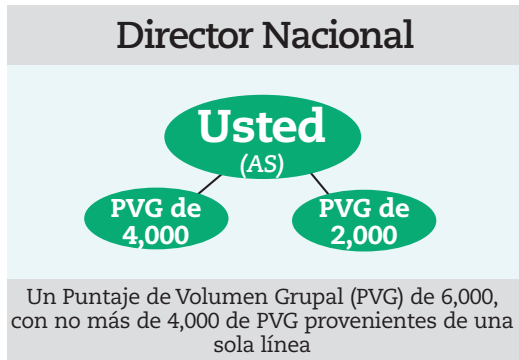 Director Nacional
Usted
(AS)
PVG de
4,000
PVG de
2,000
Un Puntaje de Volumen Grupal (PVG) de 6,000,
con no más de 4,000 de PVG provenientes de una
sola línea